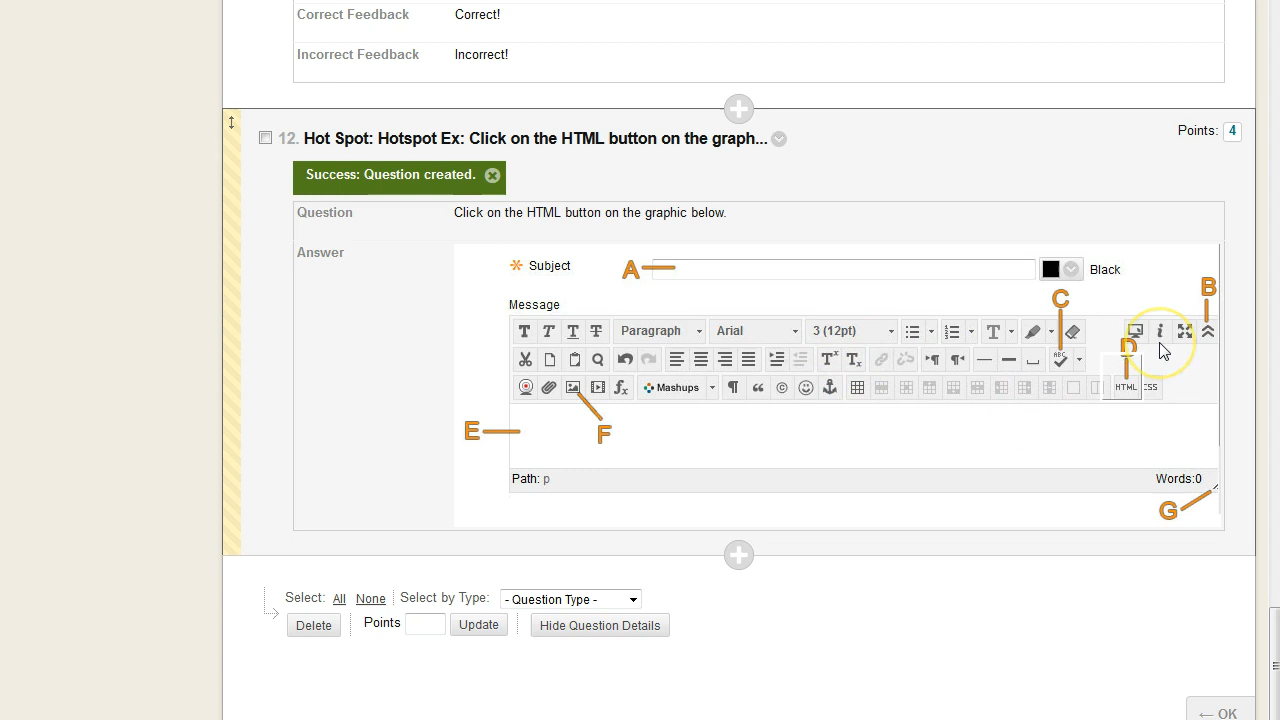 Correct Feedback Correct!
Incorrect Feedback Incorrect!
12. Hot Spot: Hotspot Ex: Click on the HTML button on the graph...
Points: 4
Success: Question created.
Question Click on the HTML button on the graphic below.
Answer
Subject A Black
B
C
Message
T T T T Paragraph Arial 3 (12pt) T i
D
ABC
Mashups HTML CSS
E F
Path: p Words:0
G
Select: All None Select by Type: - Question Type -
Delete Points Update Hide Question Details
← OK